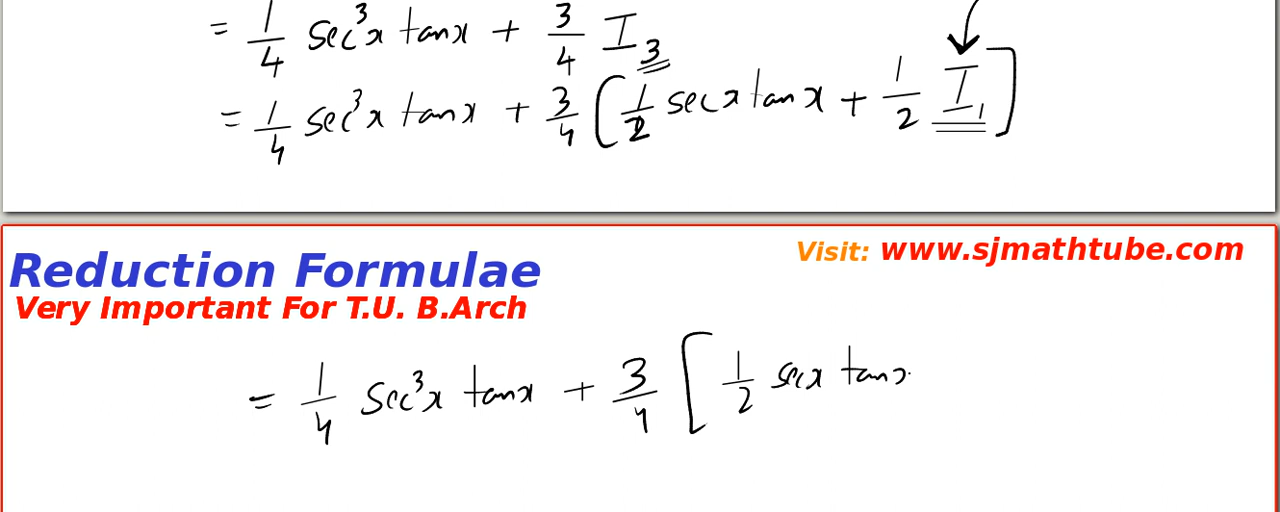 = 1/4 sec³x tanx + 3/4 I₃
= 1/4 sec³x tanx + 3/4 [1/2 secx tanx + 1/2 I₁]
Visit: www.sjmathtube.com
Reduction Formulae
Very Important For T.U. B.Arch
= 1/4 sec³x tanx + 3/4 [1/2 secx tanx